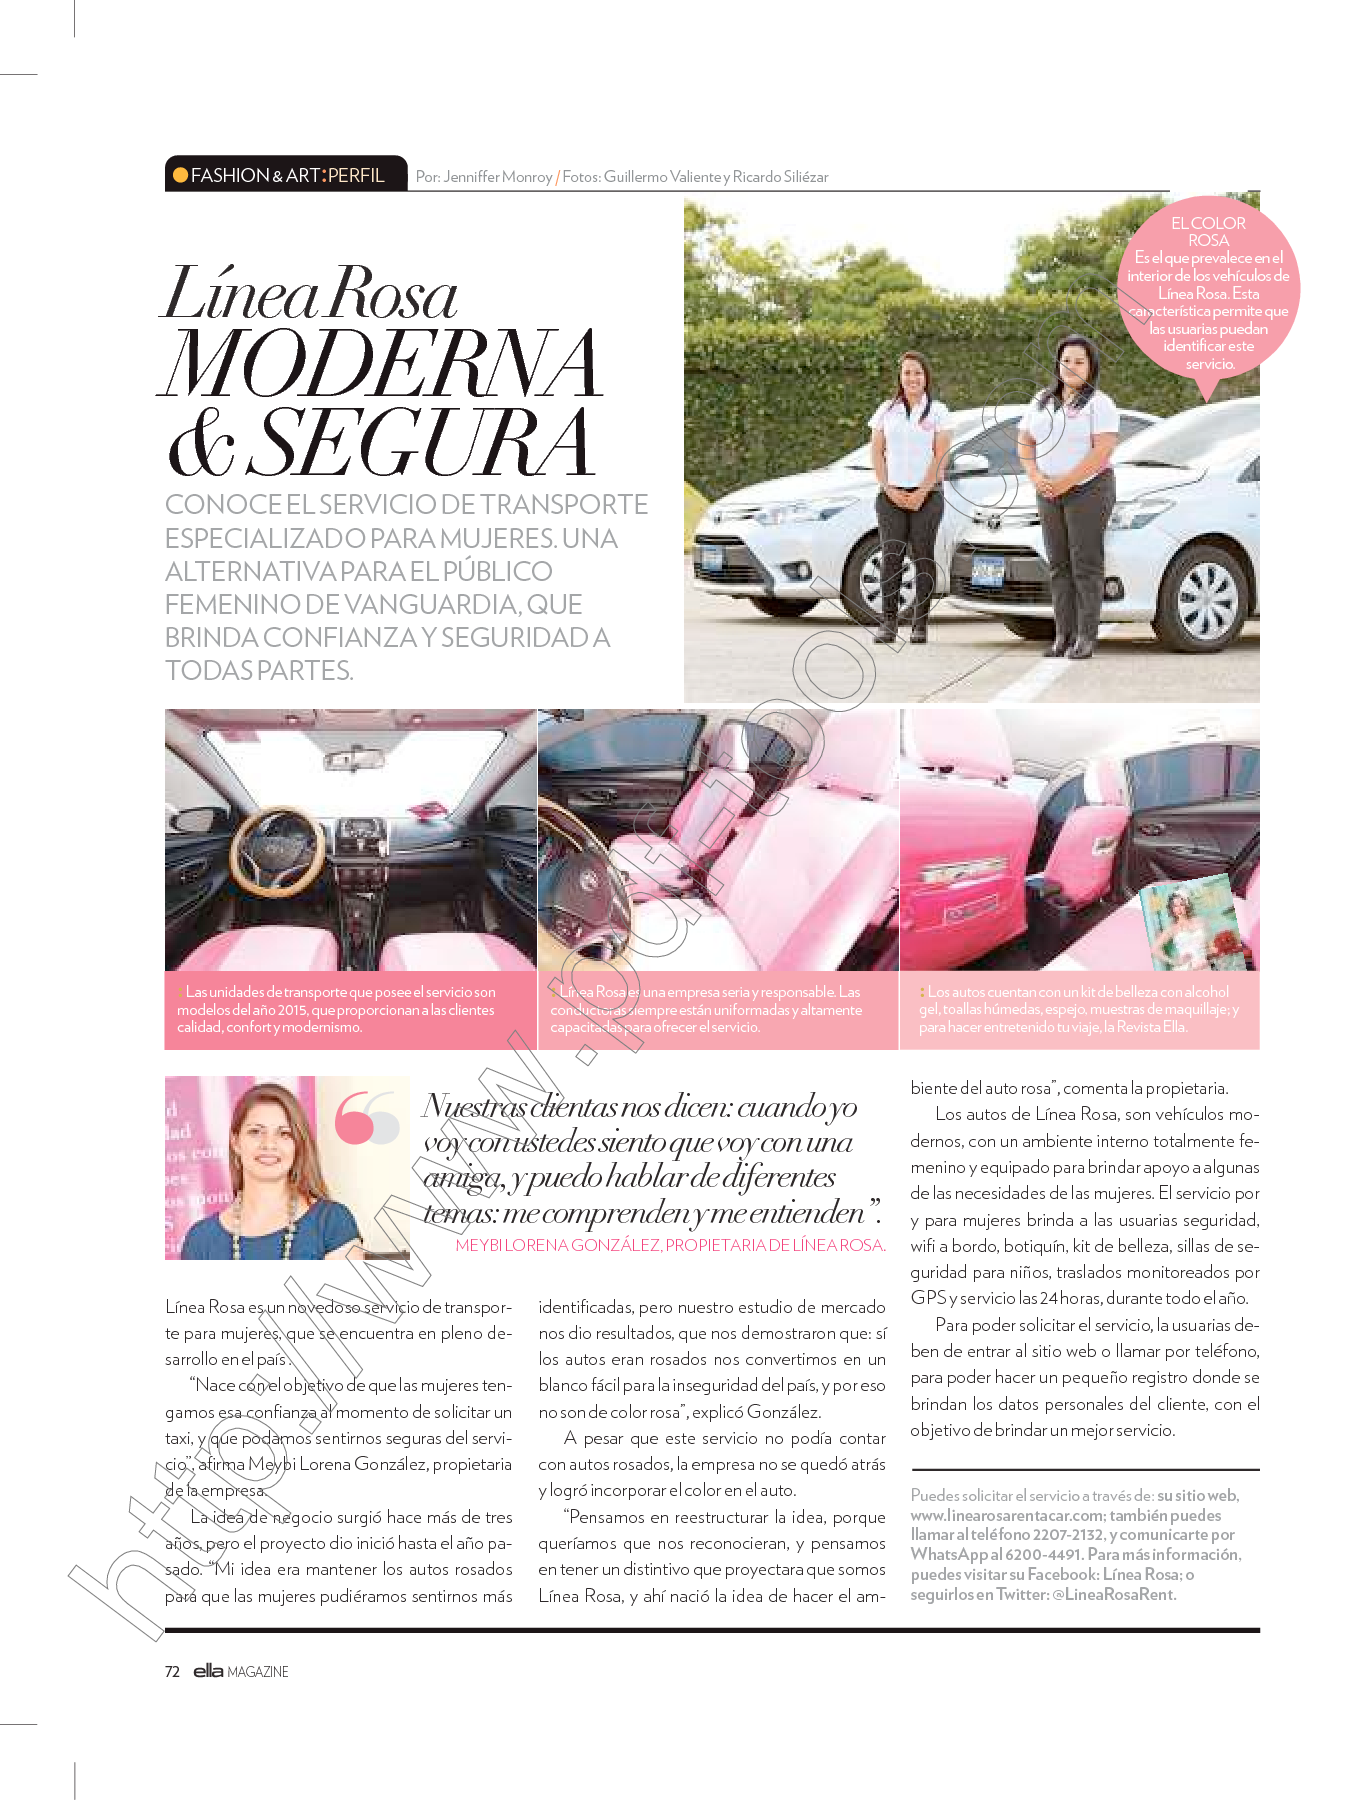 FASHION & ART:PERFIL
Por: Jenniffer Monroy / Fotos: Guillermo Valiente y Ricardo Siliézar
EL COLOR
ROSA
Es el que prevalece en el
interior de los vehículos de
Línea Rosa. Esta
característica permite que
las usuarias puedan
identificar este
servicio.
Línea Rosa
MODERNA
& SEGURA
CONOCE EL SERVICIO DE TRANSPORTE
ESPECIALIZADO PARA MUJERES. UNA
ALTERNATIVA PARA EL PÚBLICO
FEMENINO DE VANGUARDIA, QUE
BRINDA CONFIANZA Y SEGURIDAD A
TODAS PARTES.
: Las unidades de transporte que posee el servicio son
modelos del año 2015, que proporcionan a las clientes
calidad, confort y modernismo.
: Línea Rosa es una empresa seria y responsable. Las
conductoras siempre están uniformadas y altamente
capacitadas para ofrecer el servicio.
: Los autos cuentan con un kit de belleza con alcohol
gel, toallas húmedas, espejo, muestras de maquillaje; y
para hacer entretenido tu viaje, la Revista Ella.
Nuestras clientas nos dicen: cuando yo
voy con ustedes siento que voy con una
amiga, y puedo hablar de diferentes
temas: me comprenden y me entienden”.
MEYBI LORENA GONZÁLEZ, PROPIETARIA DE LÍNEA ROSA.
Línea Rosa es un novedoso servicio de transpor-
te para mujeres, que se encuentra en pleno de-
sarrollo en el país.
“Nace con el objetivo de que las mujeres ten-
gamos esa confianza al momento de solicitar un
taxi, y que podamos sentirnos seguras del servi-
cio”, afirma Meybi Lorena González, propietaria
de la empresa.
La idea de negocio surgió hace más de tres
años, pero el proyecto dio inició hasta el año pa-
sado. “Mi idea era mantener los autos rosados
para que las mujeres pudiéramos sentirnos más
identificadas, pero nuestro estudio de mercado
nos dio resultados, que nos demostraron que: sí
los autos eran rosados nos convertimos en un
blanco fácil para la inseguridad del país, y por eso
no son de color rosa”, explicó González.
A pesar que este servicio no podía contar
con autos rosados, la empresa no se quedó atrás
y logró incorporar el color en el auto.
“Pensamos en reestructurar la idea, porque
queríamos que nos reconocieran, y pensamos
en tener un distintivo que proyectara que somos
Línea Rosa, y ahí nació la idea de hacer el am-
biente del auto rosa”, comenta la propietaria.
Los autos de Línea Rosa, son vehículos mo-
dernos, con un ambiente interno totalmente fe-
menino y equipado para brindar apoyo a algunas
de las necesidades de las mujeres. El servicio por
y para mujeres brinda a las usuarias seguridad,
wifi a bordo, botiquín, kit de belleza, sillas de se-
guridad para niños, traslados monitoreados por
GPS y servicio las 24 horas, durante todo el año.
Para poder solicitar el servicio, la usuarias de-
ben de entrar al sitio web o llamar por teléfono,
para poder hacer un pequeño registro donde se
brindan los datos personales del cliente, con el
objetivo de brindar un mejor servicio.
Puedes solicitar el servicio a través de: su sitio web,
www.linearosarentacar.com; también puedes
llamar al teléfono 2207-2132, y comunicarte por
WhatsApp al 6200-4491. Para más información,
puedes visitar su Facebook: Línea Rosa; o
seguirlos en Twitter: @LineaRosaRent.
72 ella MAGAZINE